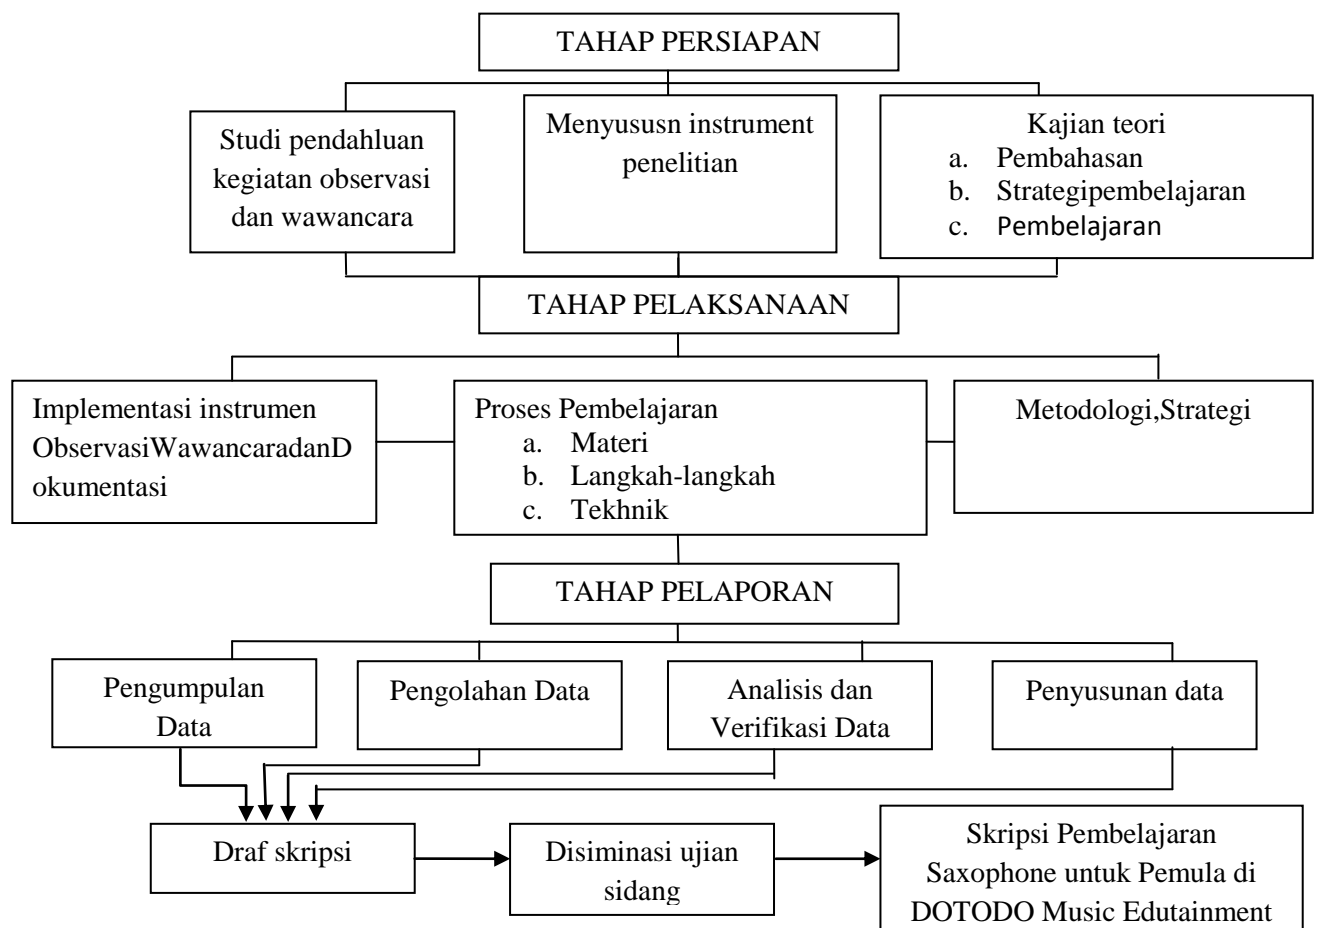 TAHAP PERSIAPAN
Studi pendahluan
kegiatan observasi
dan wawancara
Menyususn instrument
penelitian
Kajian teori
a. Pembahasan
b. Strategipembelajaran
c. Pembelajaran
TAHAP PELAKSANAAN
Implementasi instrumen
ObservasiWawancaradanD
okumentasi
Proses Pembelajaran
a. Materi
b. Langkah-langkah
c. Tekhnik
Metodologi,Strategi
TAHAP PELAPORAN
Pengumpulan
Data
Pengolahan Data
Analisis dan
Verifikasi Data
Penyusunan data
Draf skripsi
Disiminasi ujian
sidang
Skripsi Pembelajaran
Saxophone untuk Pemula di
DOTODO Music Edutainment